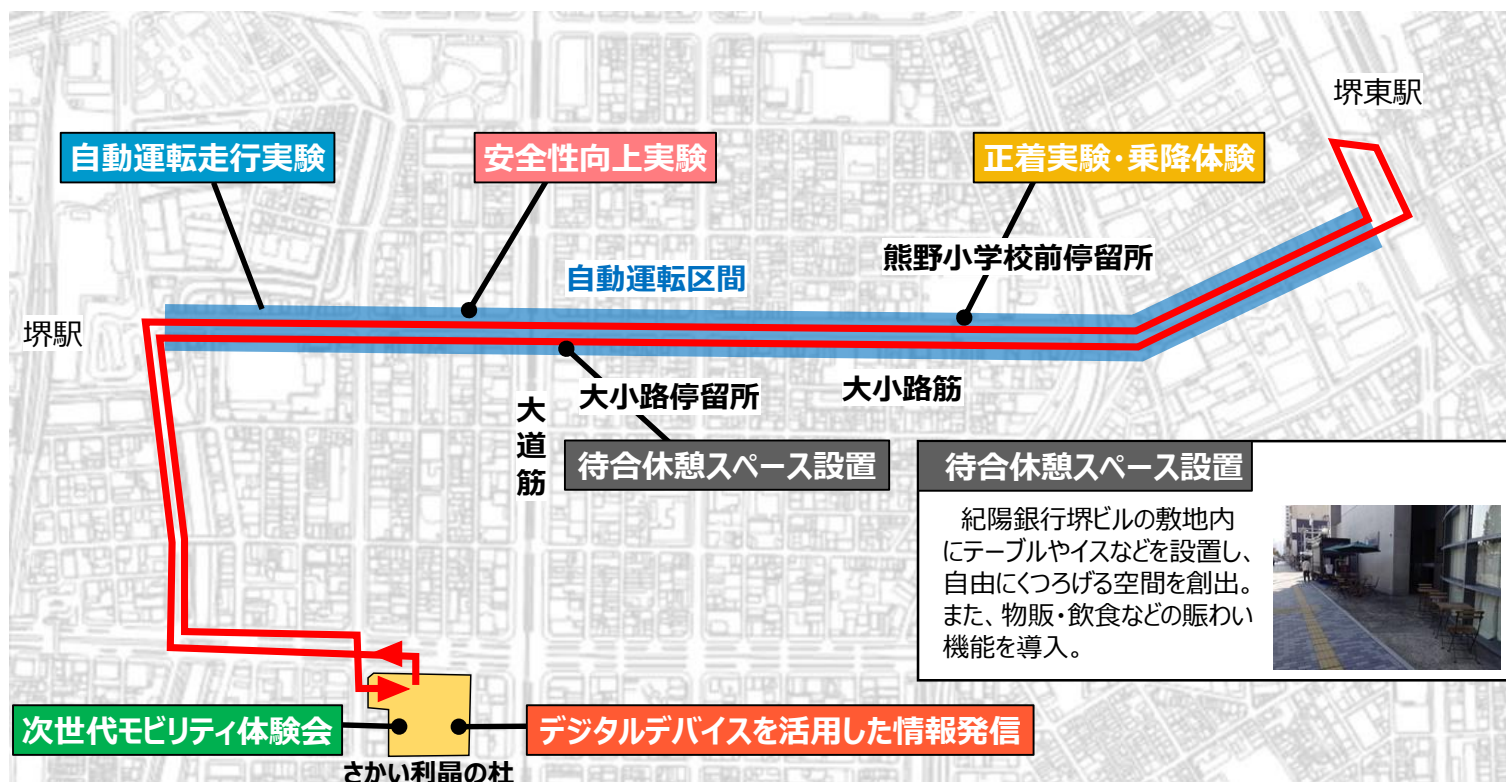 堺東駅
自動運転走行実験
安全性向上実験
正着実験・乗降体験
熊野小学校前停留所
自動運転区間
堺駅
大小路停留所
大小路筋
大道筋
待合休憩スペース設置
待合休憩スペース設置
紀陽銀行堺ビルの敷地内
にテーブルやイスなどを設置し、
自由にくつろげる空間を創出。
また、物販・飲食などの賑わい
機能を導入。
次世代モビリティ体験会
デジタルデバイスを活用した情報発信
さかい利晶の杜